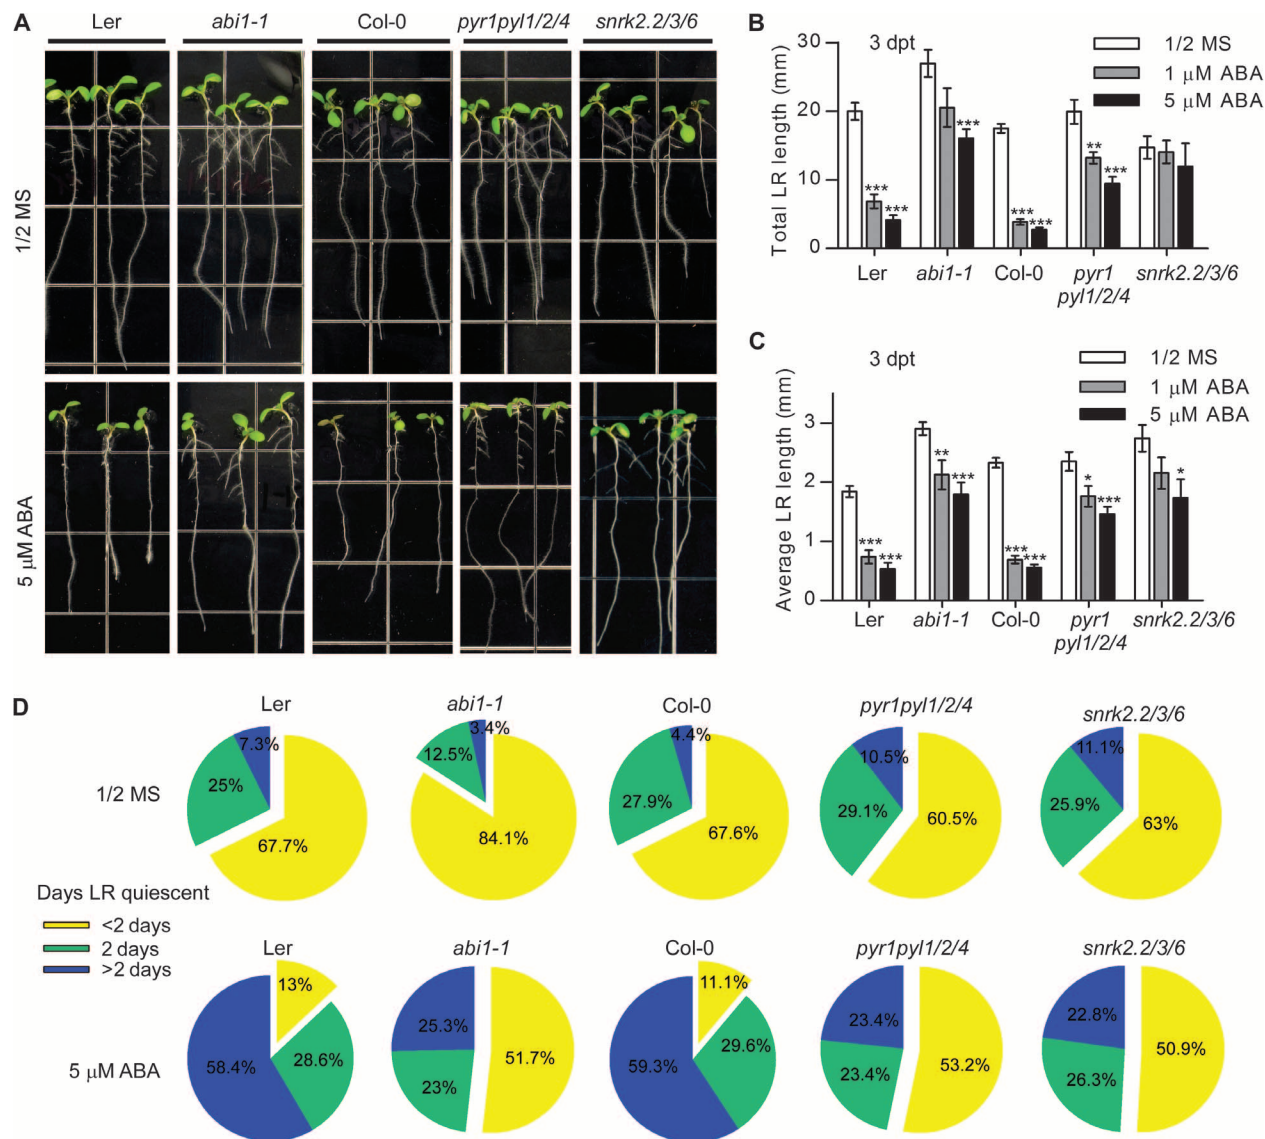 A
Ler abi1-1 Col-0 pyr1pyl1/2/4 snrk2.2/3/6
1/2 MS
5 μM ABA
B
3 dpt
1/2 MS
1 μM ABA
5 μM ABA
Total LR length (mm)
30
20
10
0
*** ***
***
*** ***
** ***
Ler abi1-1 Col-0 pyr1 snrk2.2/3/6
pyl1/2/4
C
3 dpt
1/2 MS
1 μM ABA
5 μM ABA
Average LR length (mm)
3
2
1
0
*** ***
** ***
*** ***
* ***
*
Ler abi1-1 Col-0 pyr1 snrk2.2/3/6
pyl1/2/4
D
Ler abi1-1 Col-0 pyr1pyl1/2/4 snrk2.2/3/6
1/2 MS
7.3% 25% 67.7%
3.4% 12.5% 84.1%
4.4% 27.9% 67.6%
10.5% 29.1% 60.5%
11.1% 25.9% 63%
Days LR quiescent
<2 days
2 days
>2 days
Ler abi1-1 Col-0 pyr1pyl1/2/4 snrk2.2/3/6
5 μM ABA
13% 58.4% 28.6%
25.3% 51.7% 23%
11.1% 59.3% 29.6%
23.4% 53.2% 23.4%
22.8% 50.9% 26.3%